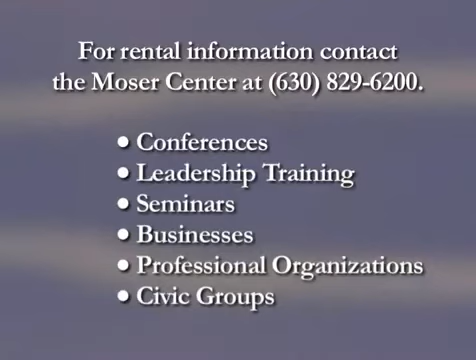 For rental information contact
the Moser Center at (630) 829-6200.
• Conferences
• Leadership Training
• Seminars
• Businesses
• Professional Organizations
• Civic Groups